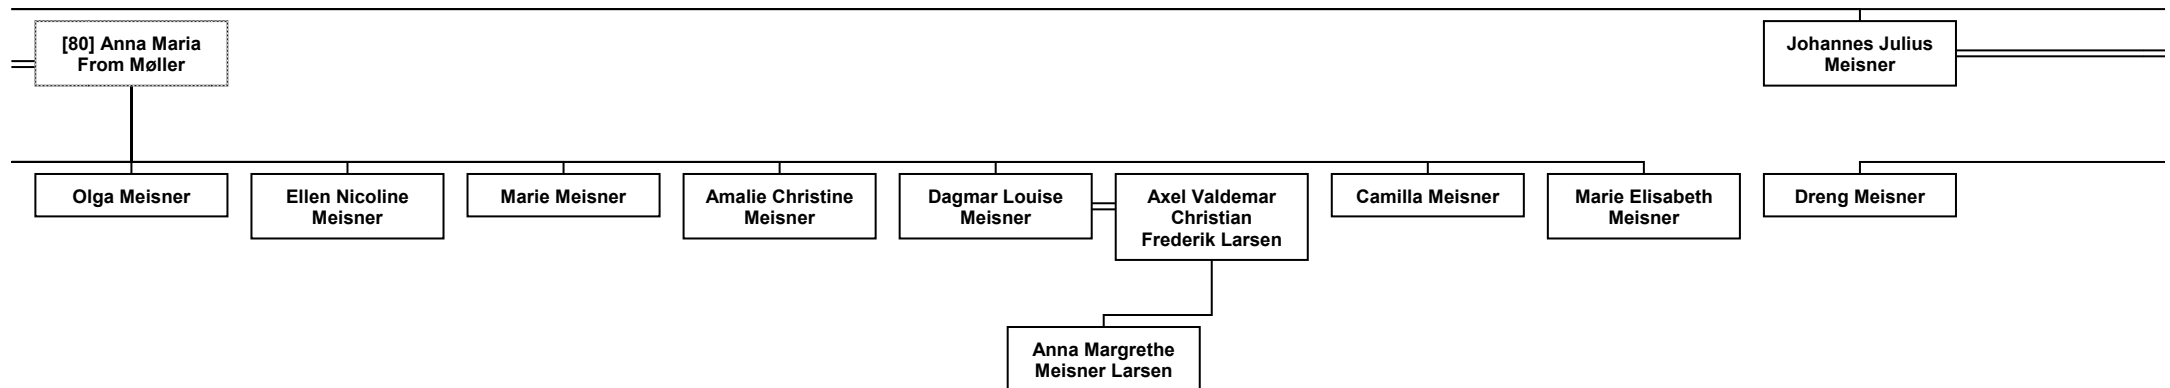 [80] Anna Maria
From Møller
Johannes Julius
Meisner
Olga Meisner
Ellen Nicoline
Meisner
Marie Meisner
Amalie Christine
Meisner
Dagmar Louise
Meisner
Axel Valdemar
Christian
Frederik Larsen
Camilla Meisner
Marie Elisabeth
Meisner
Dreng Meisner
Anna Margrethe
Meisner Larsen